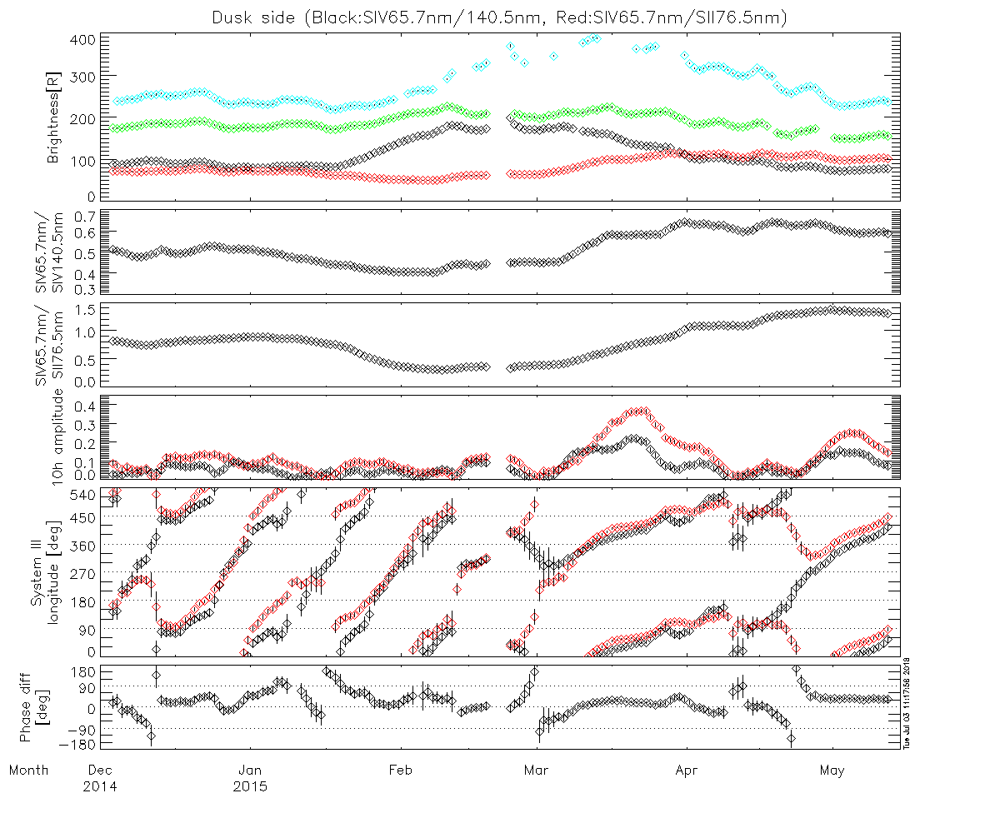 Dusk side (Black:SIV65.7nm/140.5nm, Red:SIV65.7nm/SII76.5nm)
Brightness[R]
400
300
200
100
0
SIV65.7nm/
SIV140.5nm
0.7
0.6
0.5
0.4
0.3
SIV65.7nm/
SII76.5nm
1.5
1.0
0.5
0.0
10h amplitude
0.4
0.3
0.2
0.1
0.0
System III
longitude [deg]
540
450
360
270
180
90
0
Phase diff
[deg]
180
90
0
-90
-180
Tue Jul 03 11:17:58 2018
Month Dec Jan Feb Mar Apr May
2014 2015